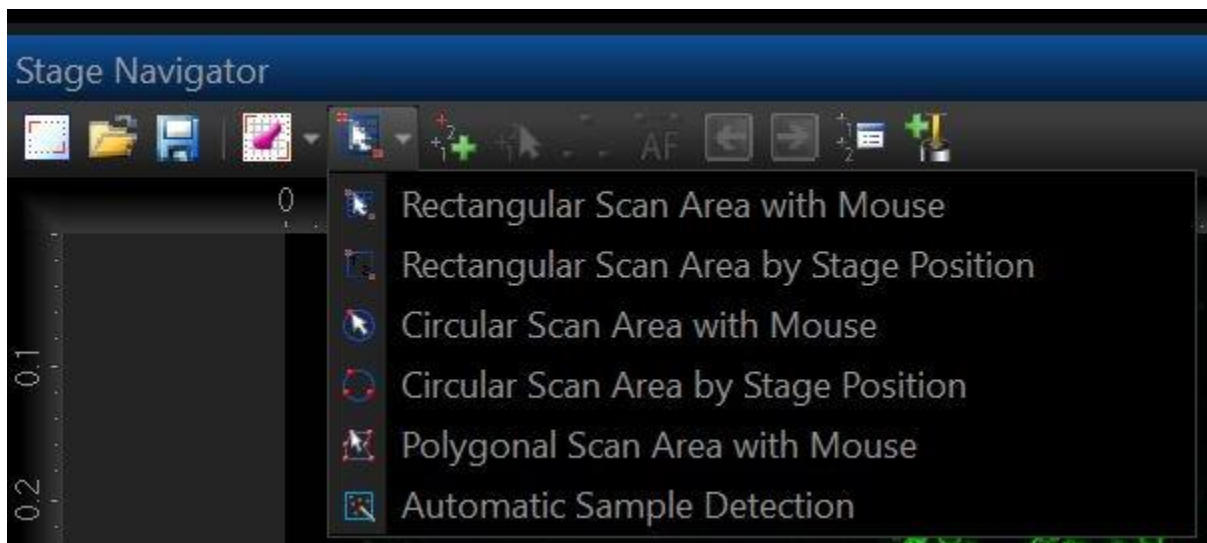 Stage Navigator
AF
0
Rectangular Scan Area with Mouse
Rectangular Scan Area by Stage Position
Circular Scan Area with Mouse
0.1
Circular Scan Area by Stage Position
Polygonal Scan Area with Mouse
0.2
Automatic Sample Detection